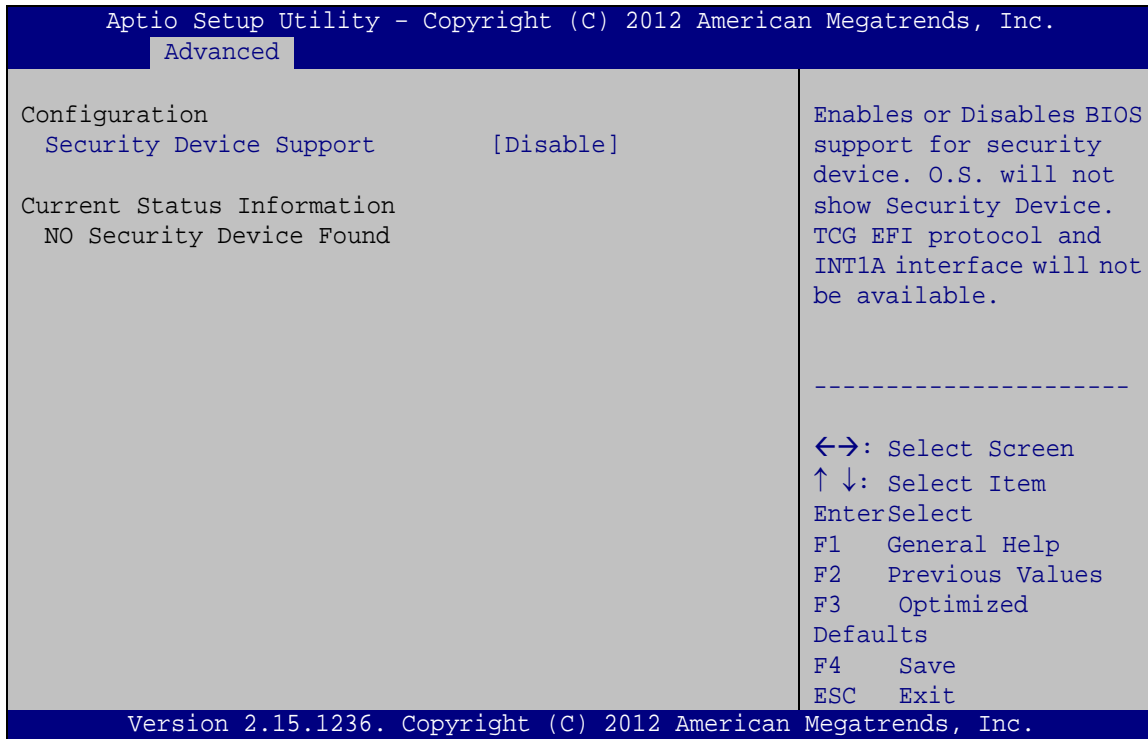 Aptio Setup Utility – Copyright (C) 2012 American Megatrends, Inc.
Advanced
Configuration
Security Device Support [Disable]
Current Status Information
NO Security Device Found
Enables or Disables BIOS
support for security
device. O.S. will not
show Security Device.
TCG EFI protocol and
INT1A interface will not
be available.
----------------------
←→: Select Screen
↑ ↓: Select Item
EnterSelect
F1 General Help
F2 Previous Values
F3 Optimized
Defaults
F4 Save
ESC Exit
Version 2.15.1236. Copyright (C) 2012 American Megatrends, Inc.